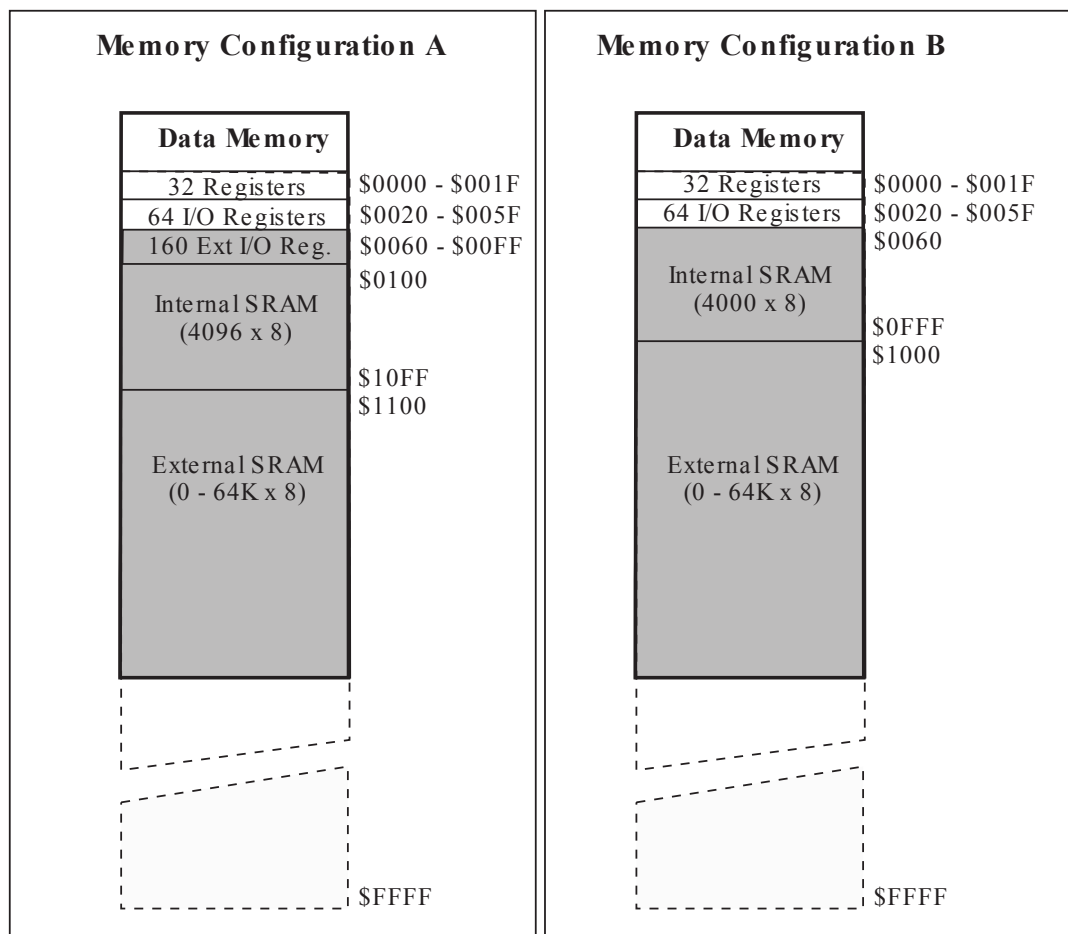 Memory Configuration A
Data Memory
32 Registers
$0000 - $001F
64 I/O Registers
$0020 - $005F
160 Ext I/O Reg.
$0060 - $00FF
$0100
Internal SRAM
(4096 x 8)
$10FF
$1100
External SRAM
(0 - 64K x 8)
$FFFF
Memory Configuration B
Data Memory
32 Registers
$0000 - $001F
64 I/O Registers
$0020 - $005F
$0060
Internal SRAM
(4000 x 8)
$0FFF
$1000
External SRAM
(0 - 64K x 8)
$FFFF